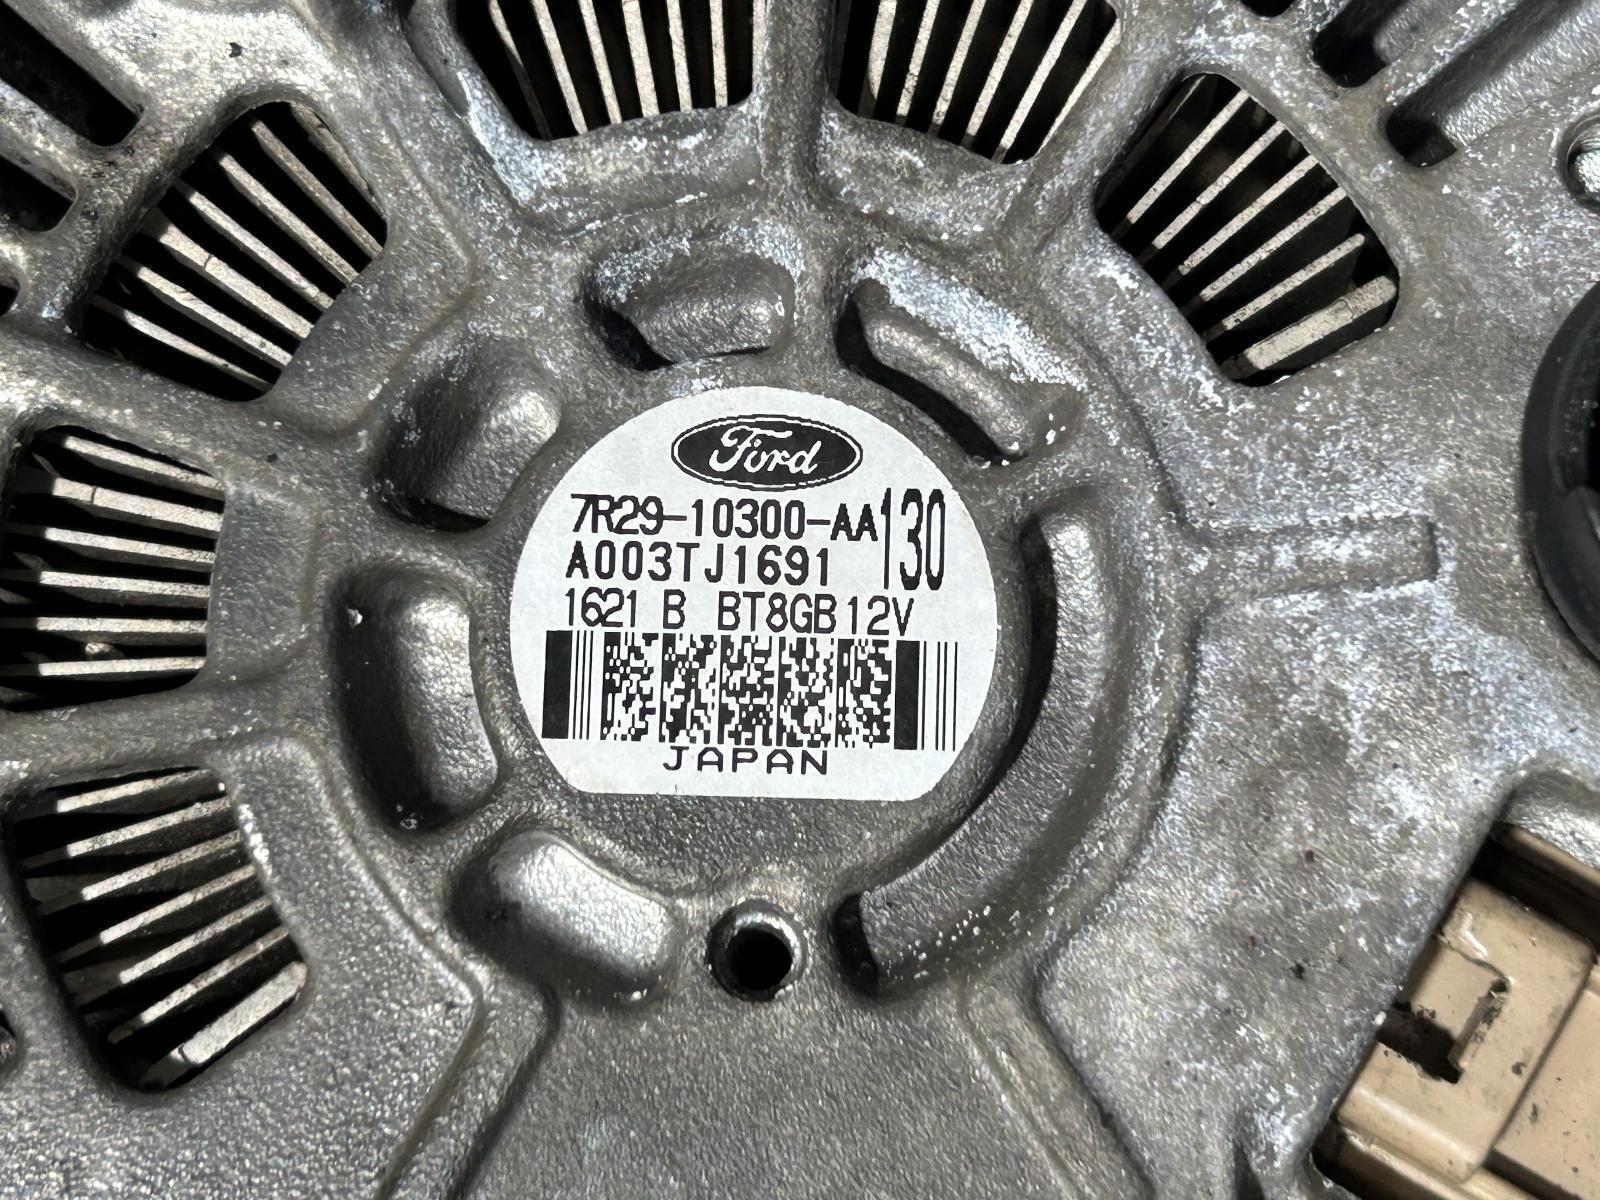 Ford
7R29-10300-AA 130
A003TJ1691
1621 B BT8GB 12V
JAPAN